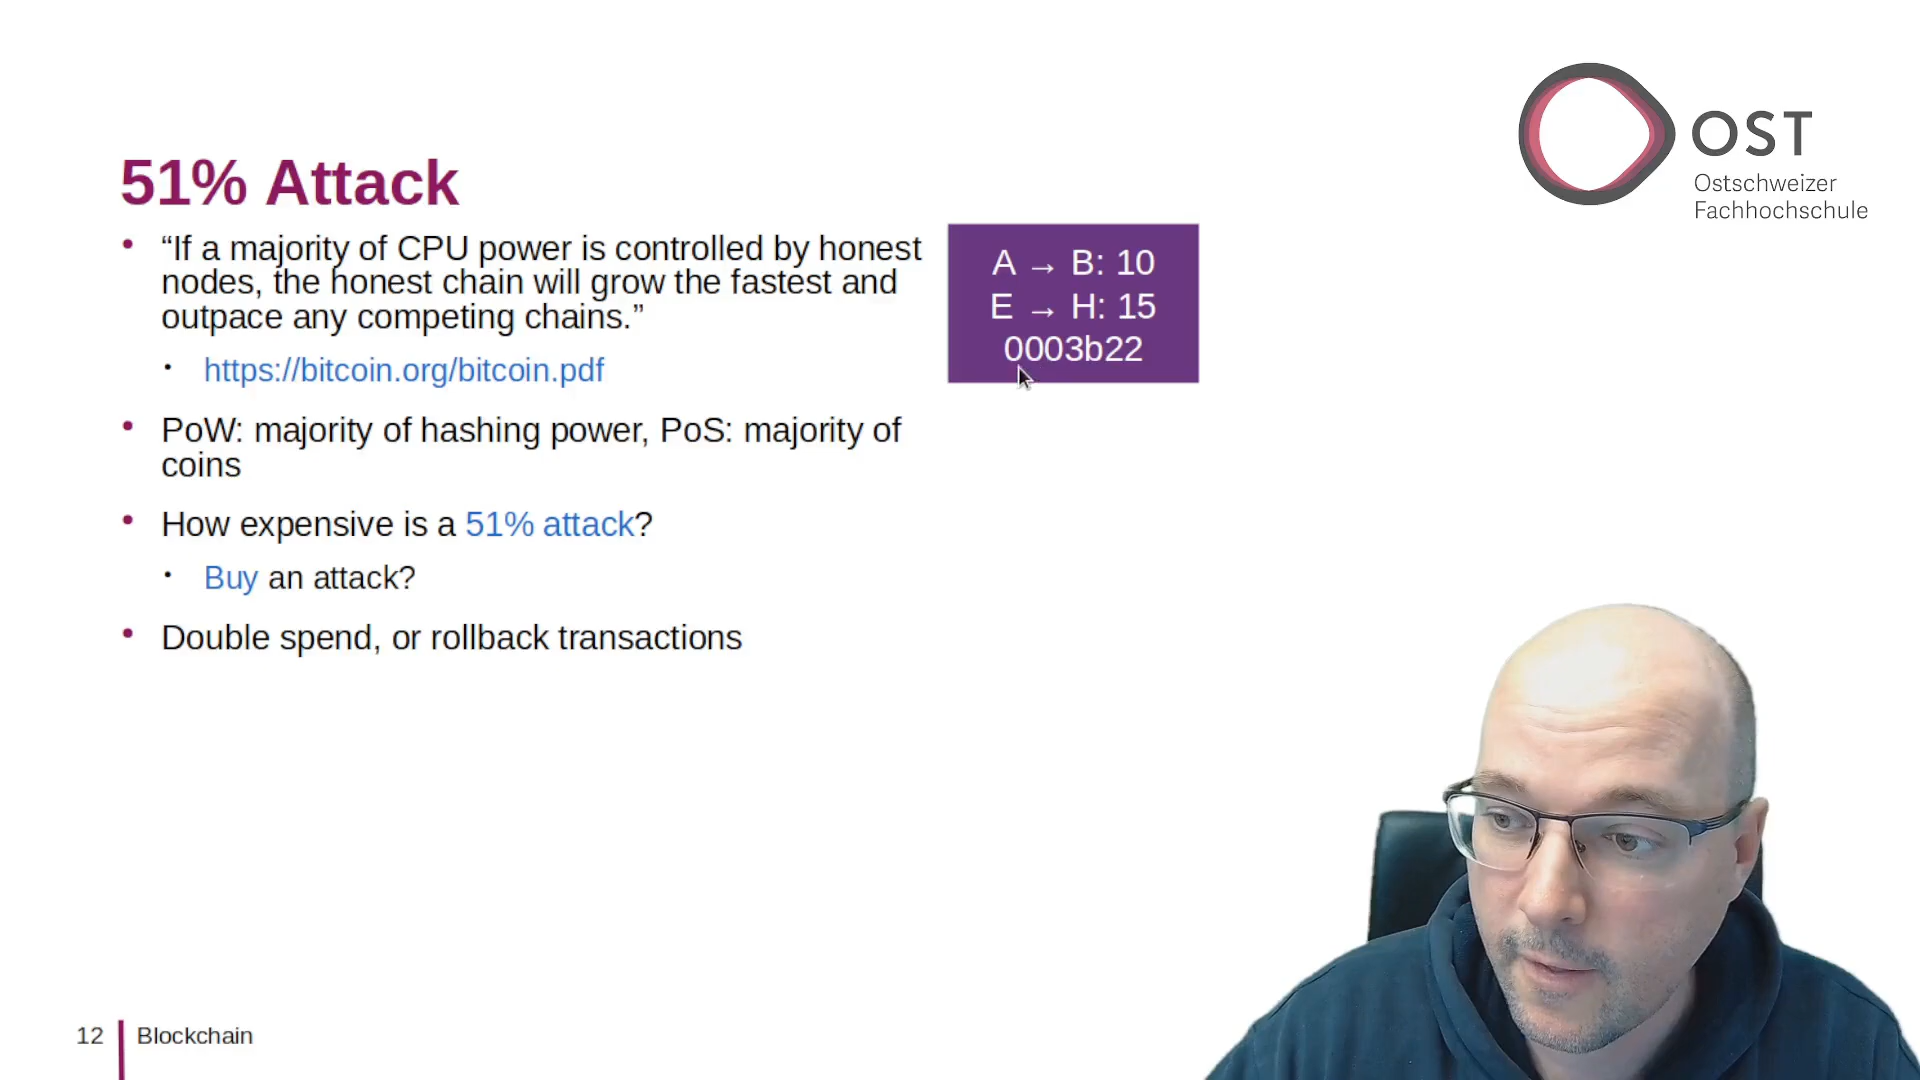 OST
Ostschweizer
Fachhochschule
51% Attack
• “If a majority of CPU power is controlled by honest
nodes, the honest chain will grow the fastest and
outpace any competing chains.”
• https://bitcoin.org/bitcoin.pdf
• PoW: majority of hashing power, PoS: majority of
coins
• How expensive is a 51% attack?
• Buy an attack?
• Double spend, or rollback transactions
A → B: 10
E → H: 15
0003b22
12
Blockchain